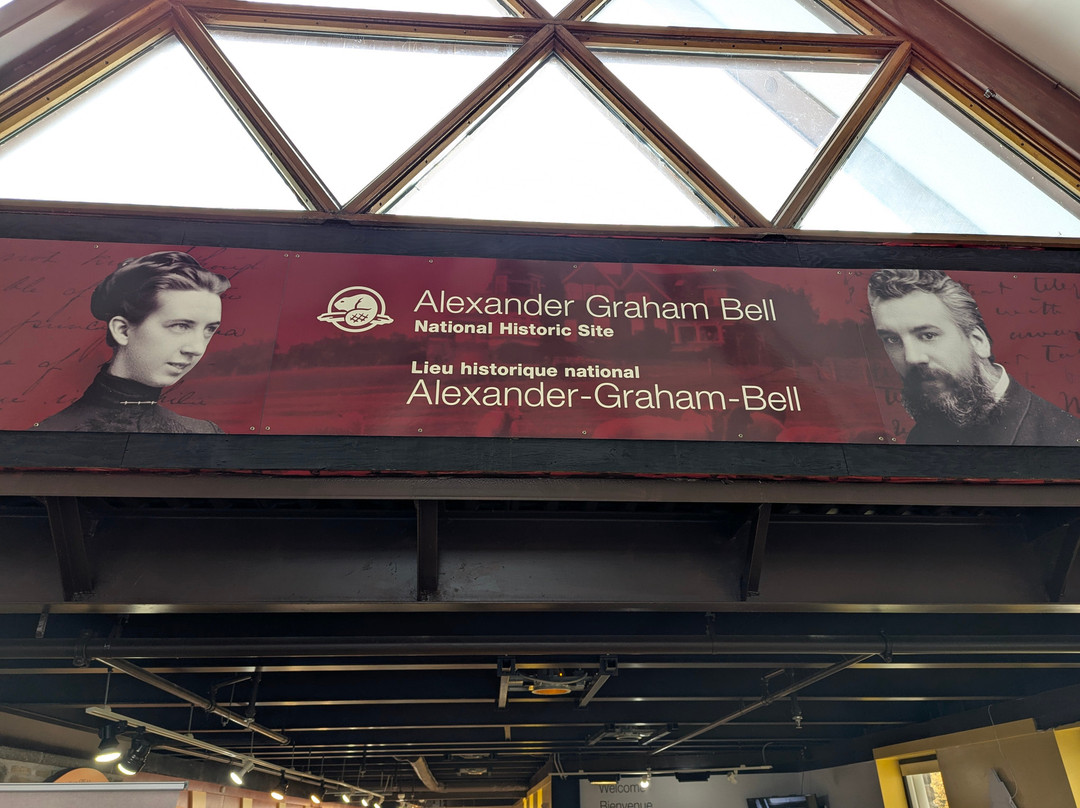 Alexander Graham Bell
National Historic Site
Lieu historique national
Alexander-Graham-Bell
Welcome
Bienvenue